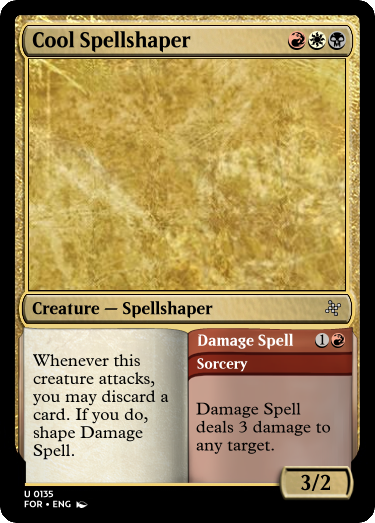 Cool Spellshaper
Creature — Spellshaper
Whenever this
creature attacks,
you may discard a
card. If you do,
shape Damage
Spell.
Damage Spell 1
Sorcery
Damage Spell
deals 3 damage to
any target.
3/2
U 0135
FOR • ENG